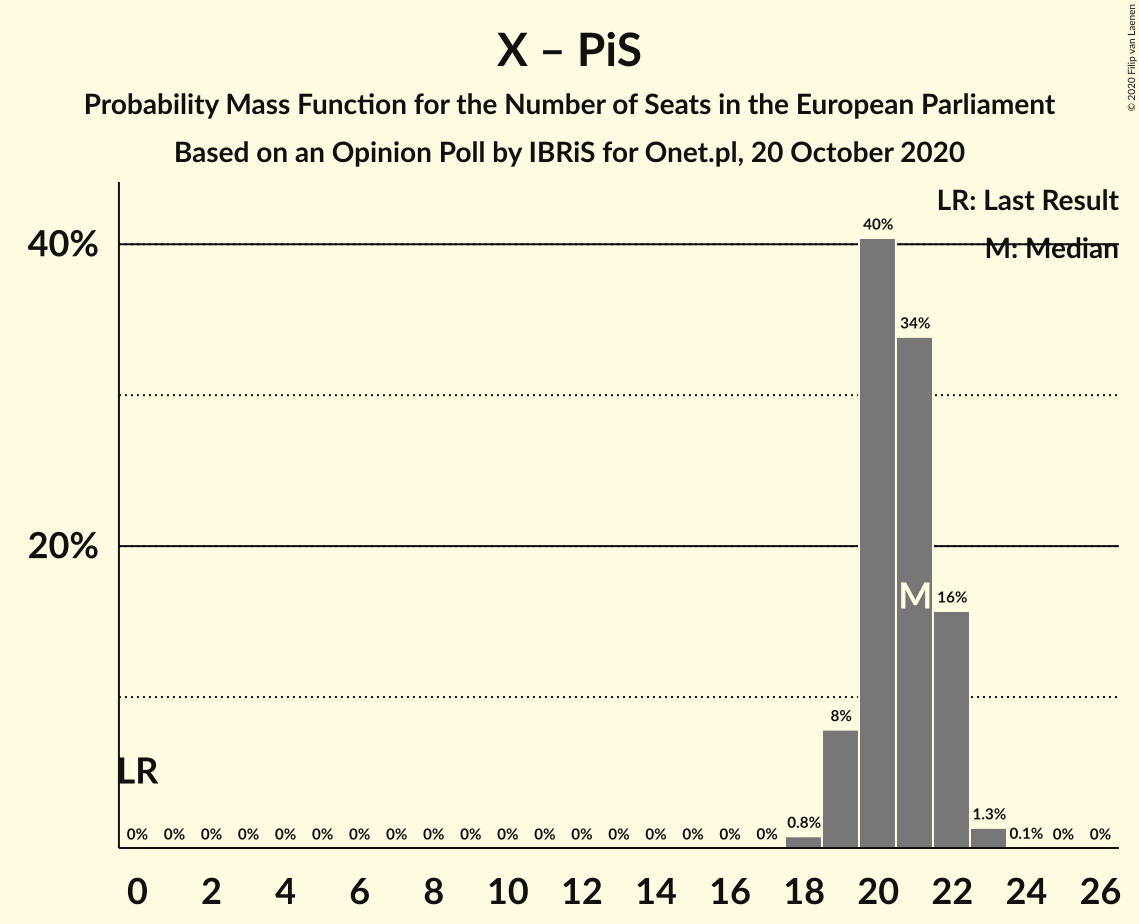 X – PiS
Probability Mass Function for the Number of Seats in the European Parliament
Based on an Opinion Poll by IBRiS for Onet.pl, 20 October 2020
© 2020 Filip van Laenen
LR: Last Result
M: Median
40%
20%
40%
34%
M
16%
8%
LR
0% 0% 0% 0% 0% 0% 0% 0% 0% 0% 0% 0% 0% 0% 0% 0% 0% 0% 0.8% 1.3% 0.1% 0% 0%
0 2 4 6 8 10 12 14 16 18 20 22 24 26